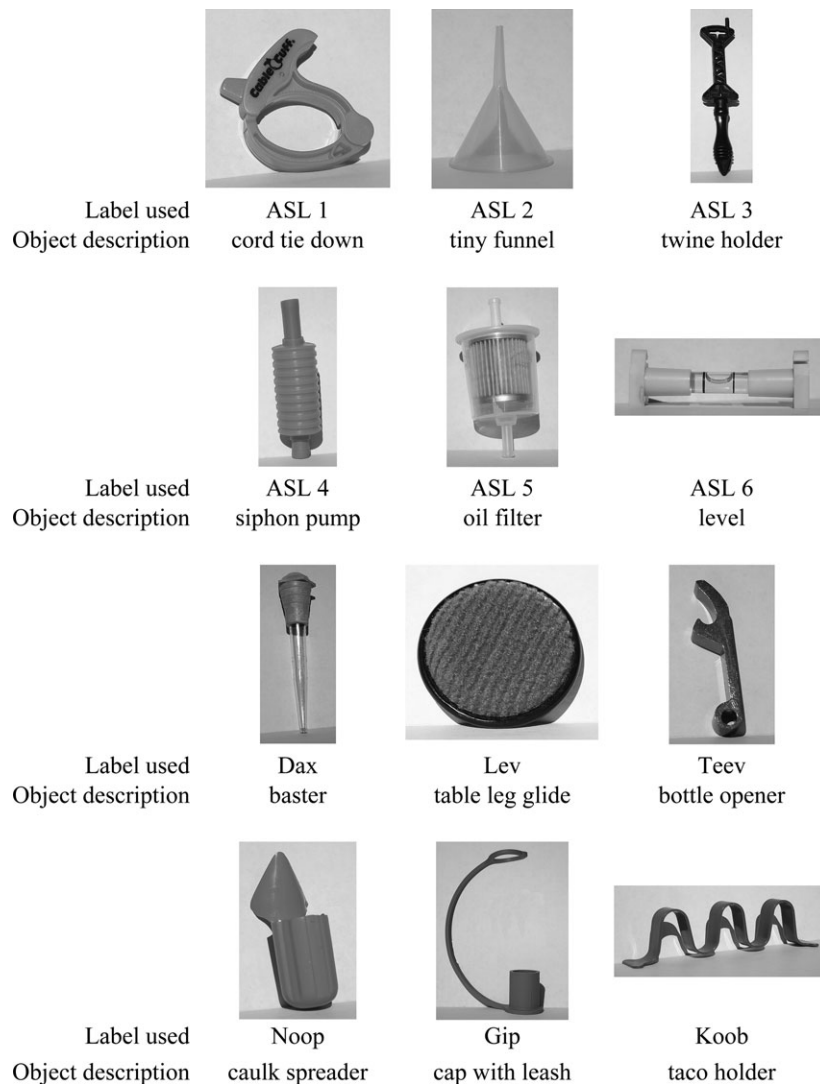 Cable Cuff
Label used ASL 1 ASL 2 ASL 3
Object description cord tie down tiny funnel twine holder
Label used ASL 4 ASL 5 ASL 6
Object description siphon pump oil filter level
Label used Dax Lev Teev
Object description baster table leg glide bottle opener
Label used Noop Gip Koob
Object description caulk spreader cap with leash taco holder